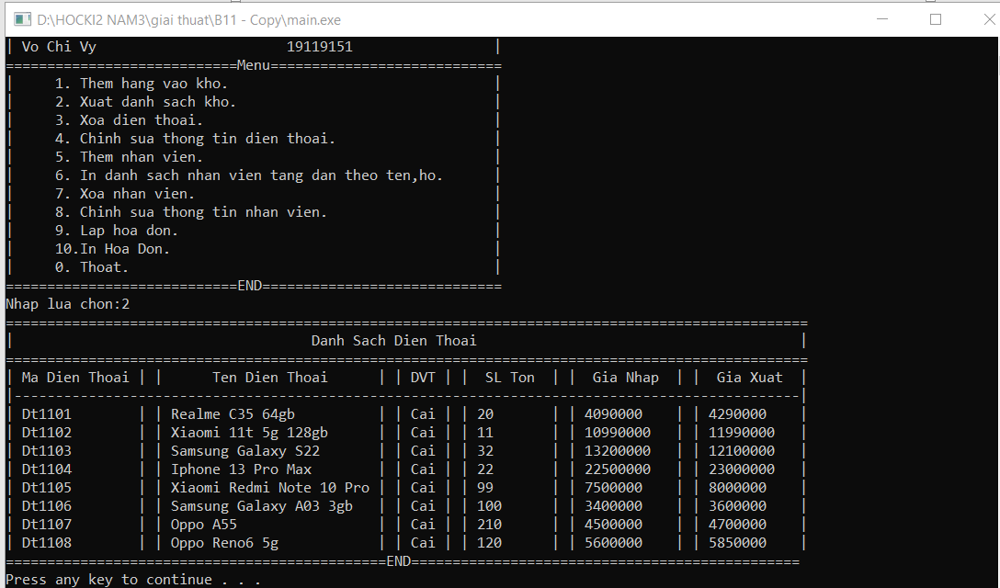 D:\HOCKI2 NAM3\giai thuat\B11 - Copy\main.exe
| Vo Chi Vy                       19119151                 |
============================Menu============================
|     1. Them hang vao kho.                                |
|     2. Xuat danh sach kho.                               |
|     3. Xoa dien thoai.                                   |
|     4. Chinh sua thong tin dien thoai.                   |
|     5. Them nhan vien.                                   |
|     6. In danh sach nhan vien tang dan theo ten,ho.      |
|     7. Xoa nhan vien.                                    |
|     8. Chinh sua thong tin nhan vien.                    |
|     9. Lap hoa don.                                      |
|     10.In Hoa Don.                                       |
|     0. Thoat.                                            |
============================END=============================
Nhap lua chon:2
=================================================================================================
|                                    Danh Sach Dien Thoai                                       |
=================================================================================================
| Ma Dien Thoai | |      Ten Dien Thoai      | | DVT | |  SL Ton  | |  Gia Nhap  | |  Gia Xuat  |
|-----------------------------------------------------------------------------------------------|
| Dt1101        | | Realme C35 64gb          | | Cai | | 20       | | 4090000    | | 4290000    |
| Dt1102        | | Xiaomi 11t 5g 128gb      | | Cai | | 11       | | 10990000   | | 11990000   |
| Dt1103        | | Samsung Galaxy S22       | | Cai | | 32       | | 13200000   | | 12100000   |
| Dt1104        | | Iphone 13 Pro Max        | | Cai | | 22       | | 22500000   | | 23000000   |
| Dt1105        | | Xiaomi Redmi Note 10 Pro | | Cai | | 99       | | 7500000    | | 8000000    |
| Dt1106        | | Samsung Galaxy A03 3gb   | | Cai | | 100      | | 3400000    | | 3600000    |
| Dt1107        | | Oppo A55                 | | Cai | | 210      | | 4500000    | | 4700000    |
| Dt1108        | | Oppo Reno6 5g            | | Cai | | 120      | | 5600000    | | 5850000    |
==============================================END===============================================
Press any key to continue . . .